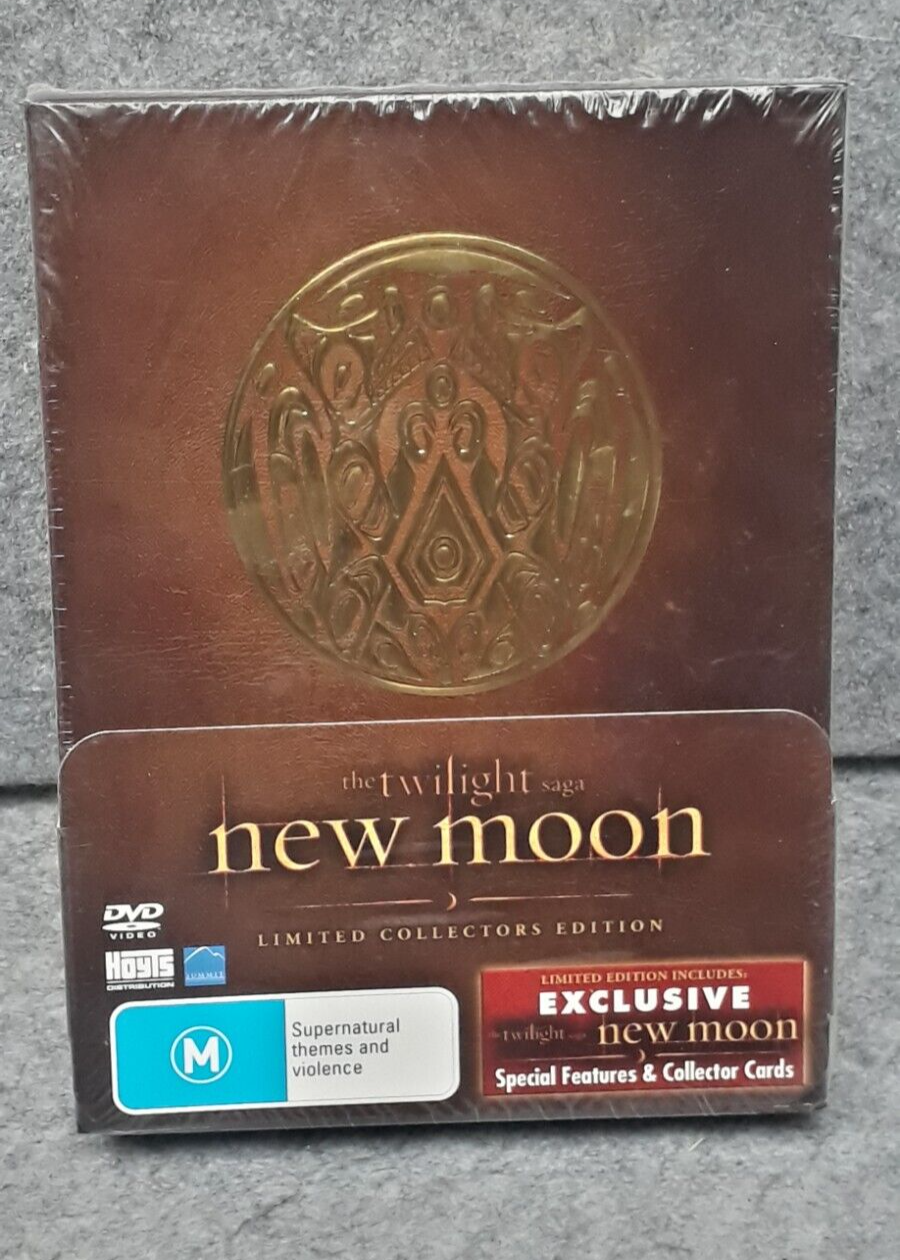 the twilight saga
new moon
LIMITED COLLECTORS EDITION
DVD
VIDEO
HOYTS
DISTRIBUTION
SUMMIT
M
Supernatural
themes and
violence
LIMITED EDITION INCLUDES:
EXCLUSIVE
the twilight saga new moon
Special Features & Collector Cards